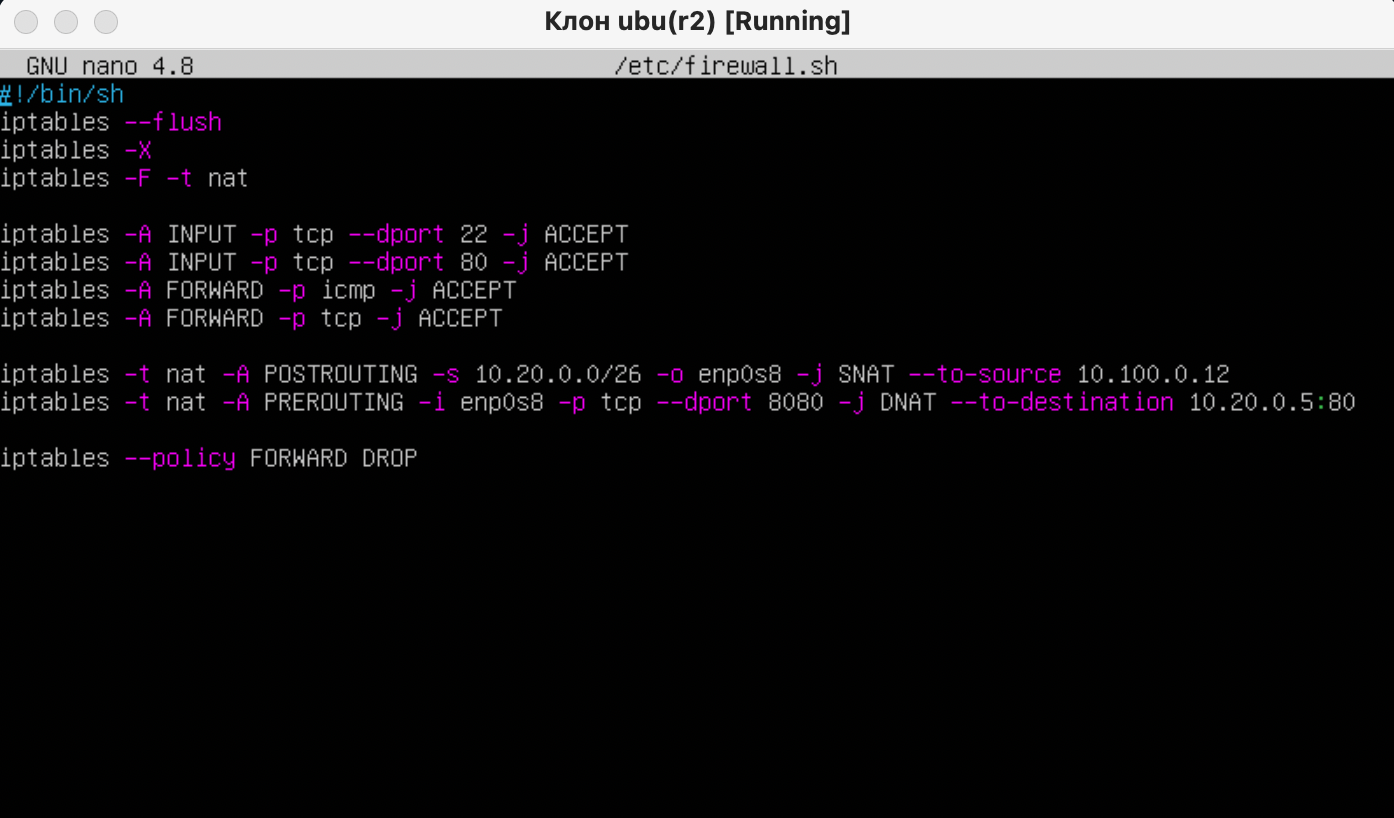 Клон ubu(r2) [Running]
GNU nano 4.8 /etc/firewall.sh
#!/bin/sh
iptables --flush
iptables -X
iptables -F -t nat
iptables -A INPUT -p tcp --dport 22 -j ACCEPT
iptables -A INPUT -p tcp --dport 80 -j ACCEPT
iptables -A FORWARD -p icmp -j ACCEPT
iptables -A FORWARD -p tcp -j ACCEPT
iptables -t nat -A POSTROUTING -s 10.20.0.0/26 -o enp0s8 -j SNAT --to-source 10.100.0.12
iptables -t nat -A PREROUTING -i enp0s8 -p tcp --dport 8080 -j DNAT --to-destination 10.20.0.5:80
iptables --policy FORWARD DROP